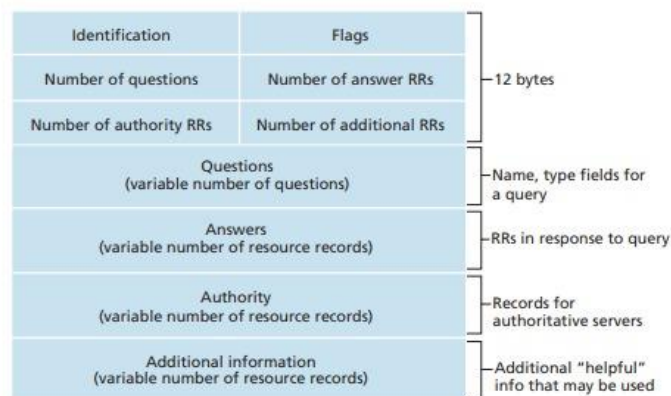 Identification Flags
Number of questions Number of answer RRs
12 bytes
Number of authority RRs Number of additional RRs
Questions
(variable number of questions)
Name, type fields for
a query
Answers
(variable number of resource records)
RRs in response to query
Authority
(variable number of resource records)
Records for
authoritative servers
Additional information
(variable number of resource records)
Additional “helpful”
info that may be used